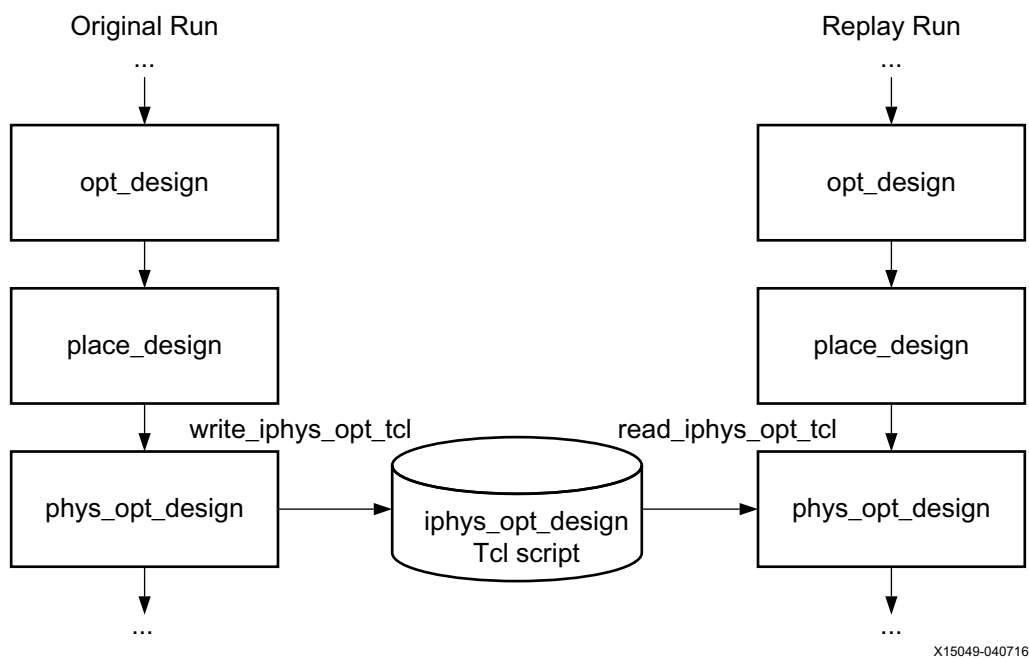 Original Run
Replay Run
...
...
opt_design
opt_design
place_design
place_design
write_iphys_opt_tcl
read_iphys_opt_tcl
phys_opt_design
iphys_opt_design
Tcl script
phys_opt_design
...
...
X15049-040716